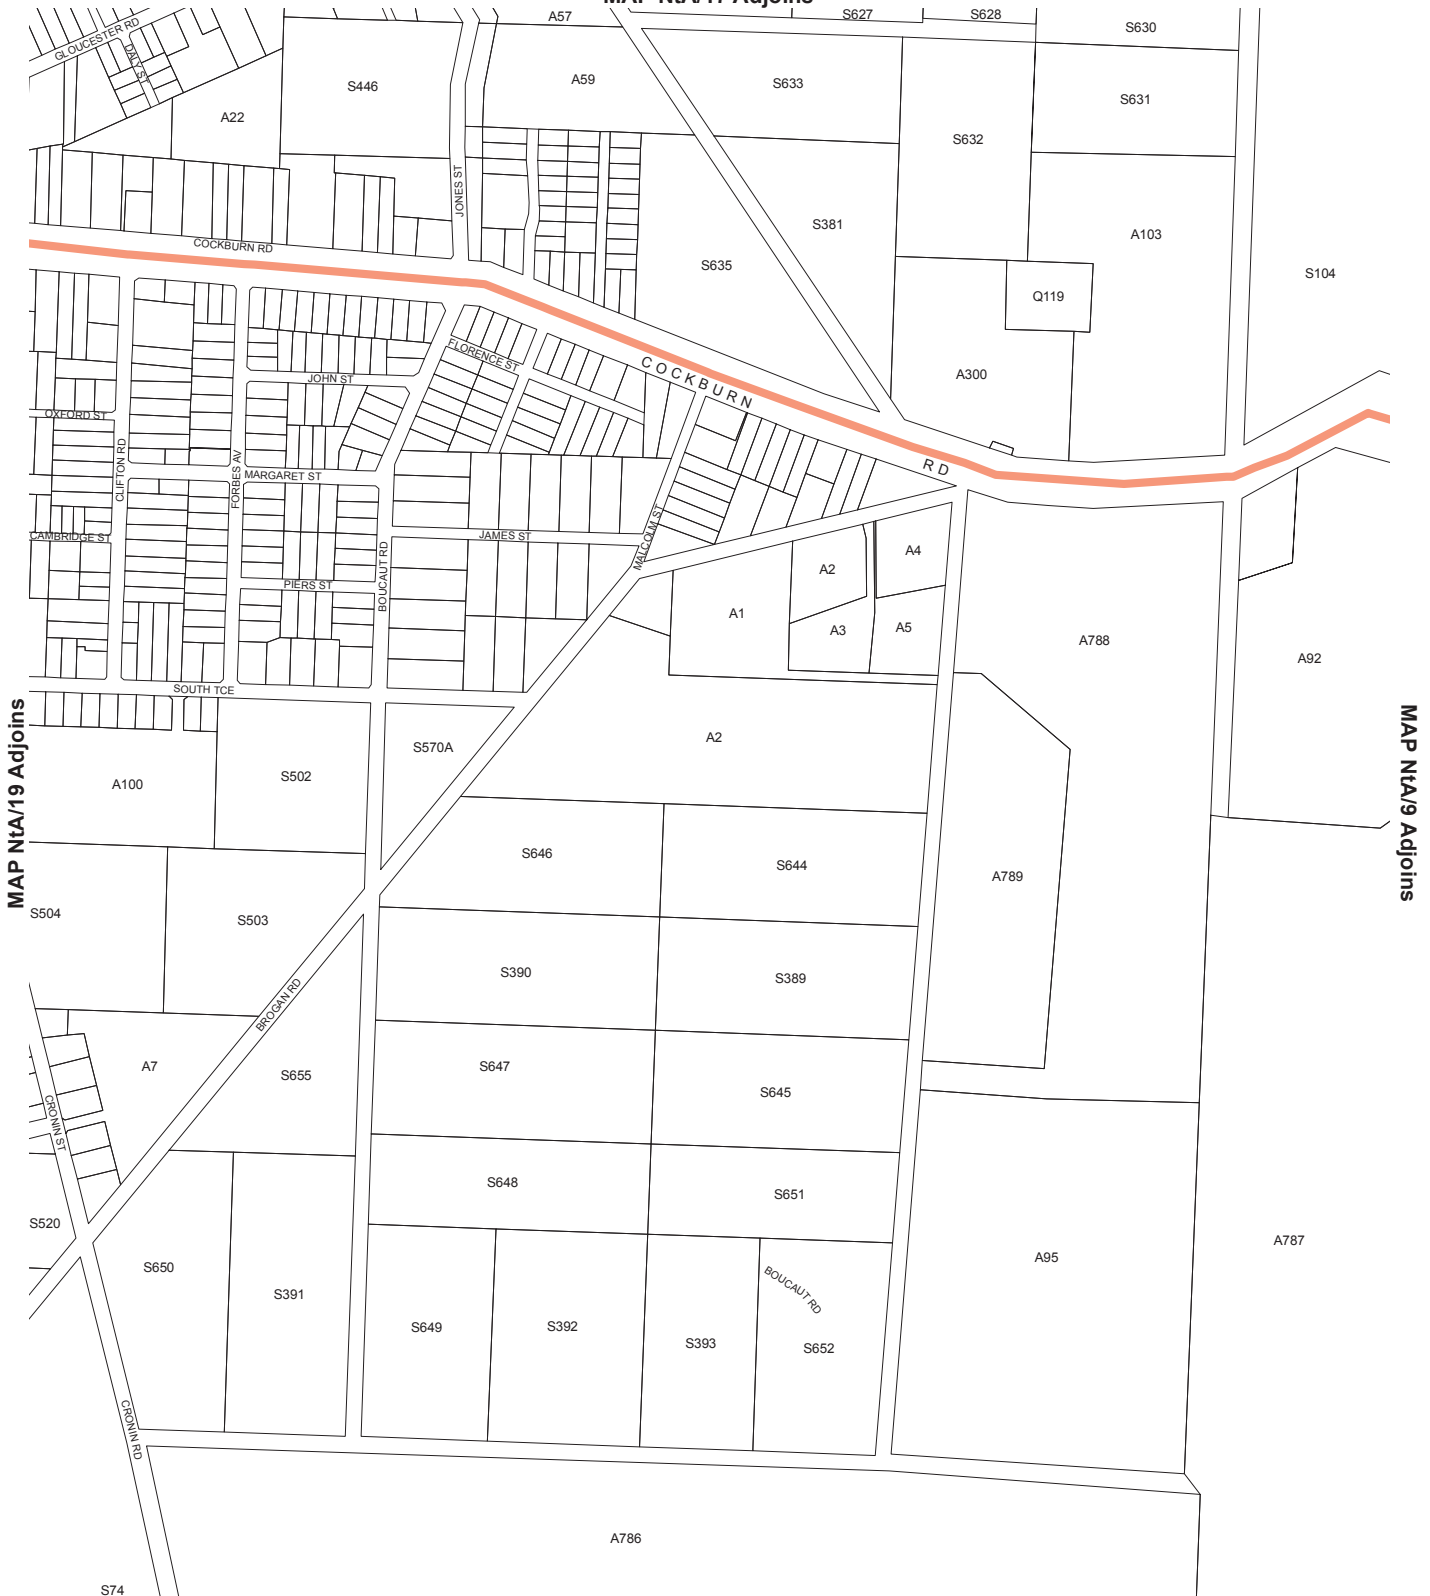 MAP NtA/17 Adjoins
A57
S627
S628
S630
GLOUCESTER RD
DALY ST
S446
A59
S633
S631
A22
S632
JONES ST
S381
A103
COCKBURN RD
S635
S104
Q119
FLORENCE ST
COCKBURN
JOHN ST
A300
OXFORD ST
CLIFTON RD
FORBES AV
MARGARET ST
RD
CAMBRIDGE ST
JAMES ST
MALCOLM ST
A4
BOUCAUT RD
A2
PIERS ST
A1
A3
A5
A788
A92
SOUTH TCE
MAP NtA/19 Adjoins
MAP NtA/9 Adjoins
S570A
A2
A100
S502
S646
S644
A789
S504
S503
S390
S389
BROGAN RD
A7
S655
S647
S645
CRONIN ST
S648
S651
S520
A787
S650
A95
S391
BOUCAUT RD
S649
S392
S393
S652
CRONIN RD
A786
S74